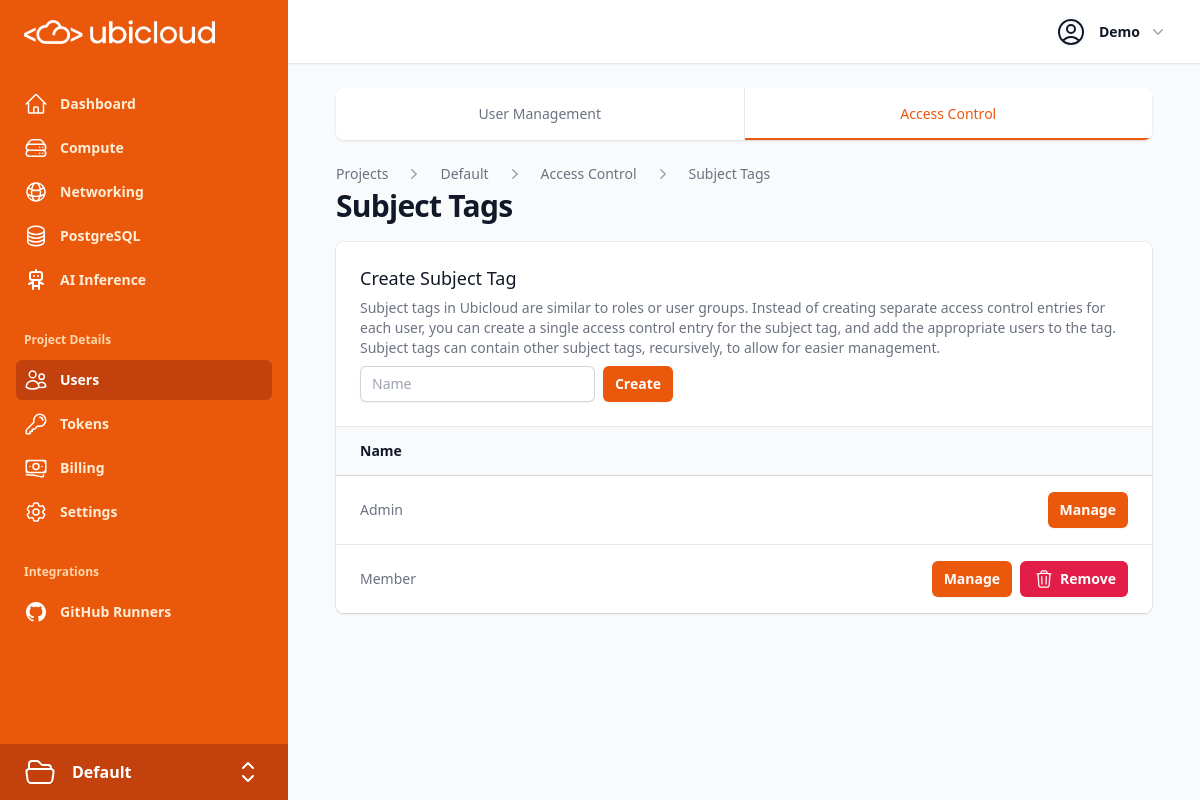 ubicloud
Demo
Dashboard
Compute
Networking
PostgreSQL
AI Inference
Project Details
Users
Tokens
Billing
Settings
Integrations
GitHub Runners
Default
User Management
Access Control
Projects > Default > Access Control > Subject Tags
Subject Tags
Create Subject Tag
Subject tags in Ubicloud are similar to roles or user groups. Instead of creating separate access control entries for
each user, you can create a single access control entry for the subject tag, and add the appropriate users to the tag.
Subject tags can contain other subject tags, recursively, to allow for easier management.
Name
Create
Name
Admin
Manage
Member
Manage
Remove